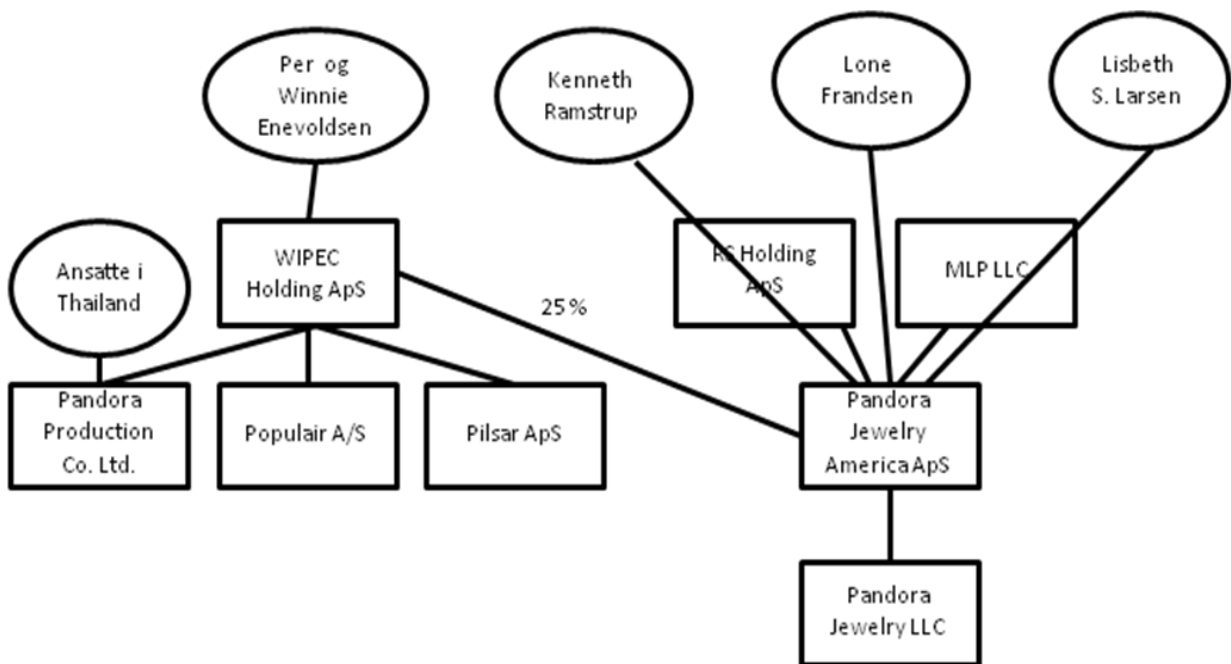 Per og
Winnie
Enevoldsen
Kenneth
Ramstrup
Lone
Frandsen
Lisbeth
S. Larsen
Ansatte i
Thailand
WIPEC
Holding ApS
25 %
RS Holding
ApS
MLP LLC
Pandora
Production
Co. Ltd.
Populair A/S
Pilsar ApS
Pandora
Jewelry
America ApS
Pandora
Jewelry LLC